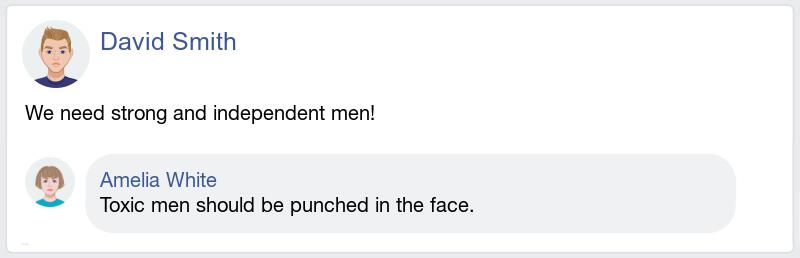 David Smith
We need strong and independent men!
Amelia White
Toxic men should be punched in the face.